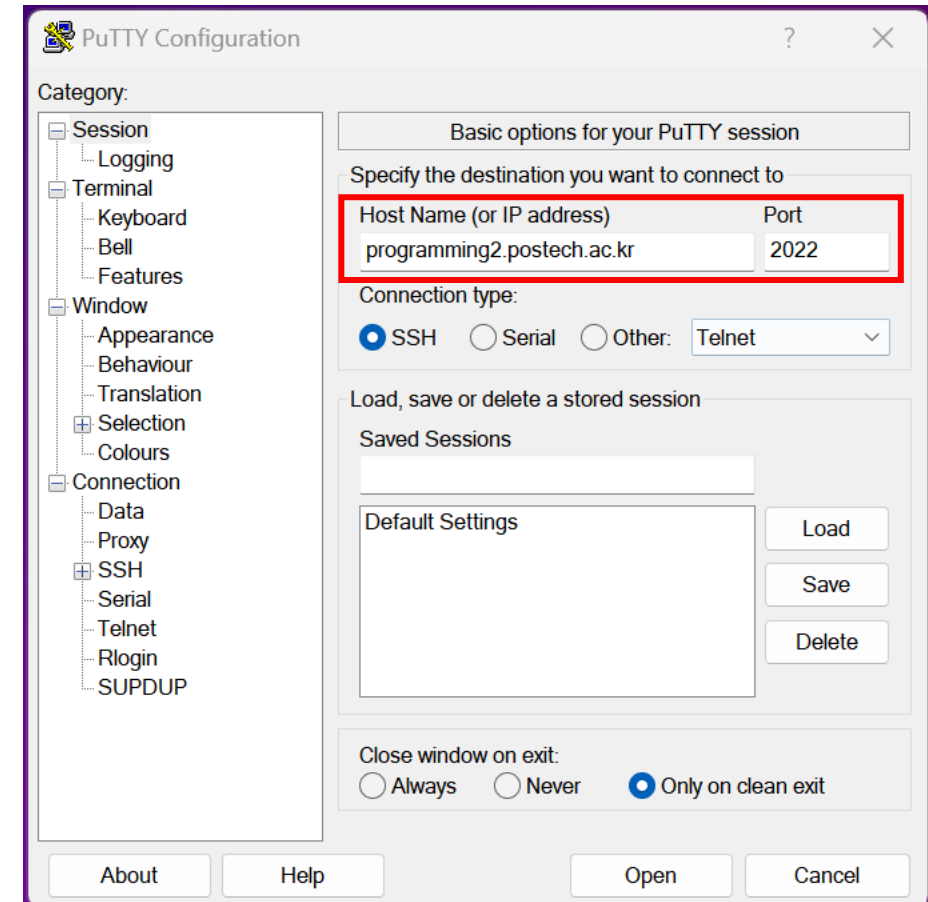 PuTTY Configuration
?
Category:
Session
Logging
Terminal
Keyboard
Bell
Features
Window
Appearance
Behaviour
Translation
Selection
Colours
Connection
Data
Proxy
SSH
Serial
Telnet
Rlogin
SUPDUP
Basic options for your PuTTY session
Specify the destination you want to connect to
Host Name (or IP address) Port
programming2.postech.ac.kr 2022
Connection type:
SSH Serial Other: Telnet
Load, save or delete a stored session
Saved Sessions
Default Settings
Load
Save
Delete
Close window on exit:
Always Never Only on clean exit
About Help Open Cancel